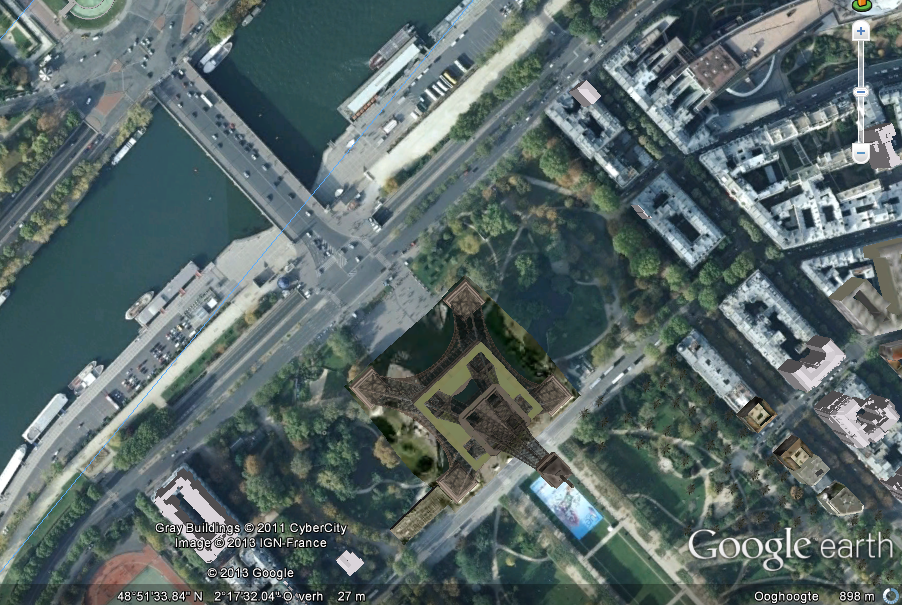 Gray Buildings © 2011 CyberCity
Image © 2013 IGN-France
© 2013 Google
Google earth
48°51'33.84" N 2°17'32.04" O verh 27 m
Ooghoogte 898 m